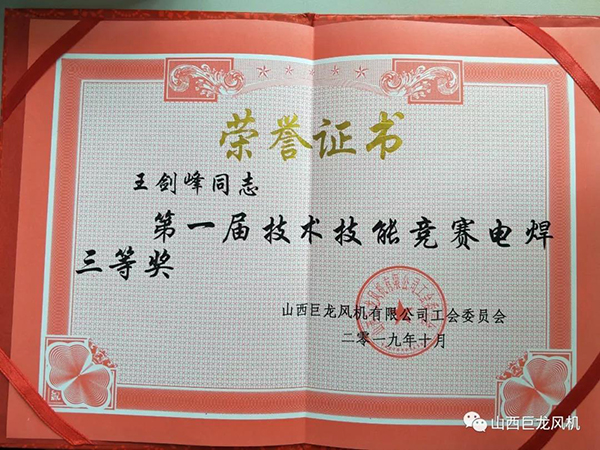 荣誉证书
王剑峰同志
第一届技术技能竞赛电焊
三等奖
山西巨龙风机有限公司工会委员会
二零一九年十月
山西巨龙风机